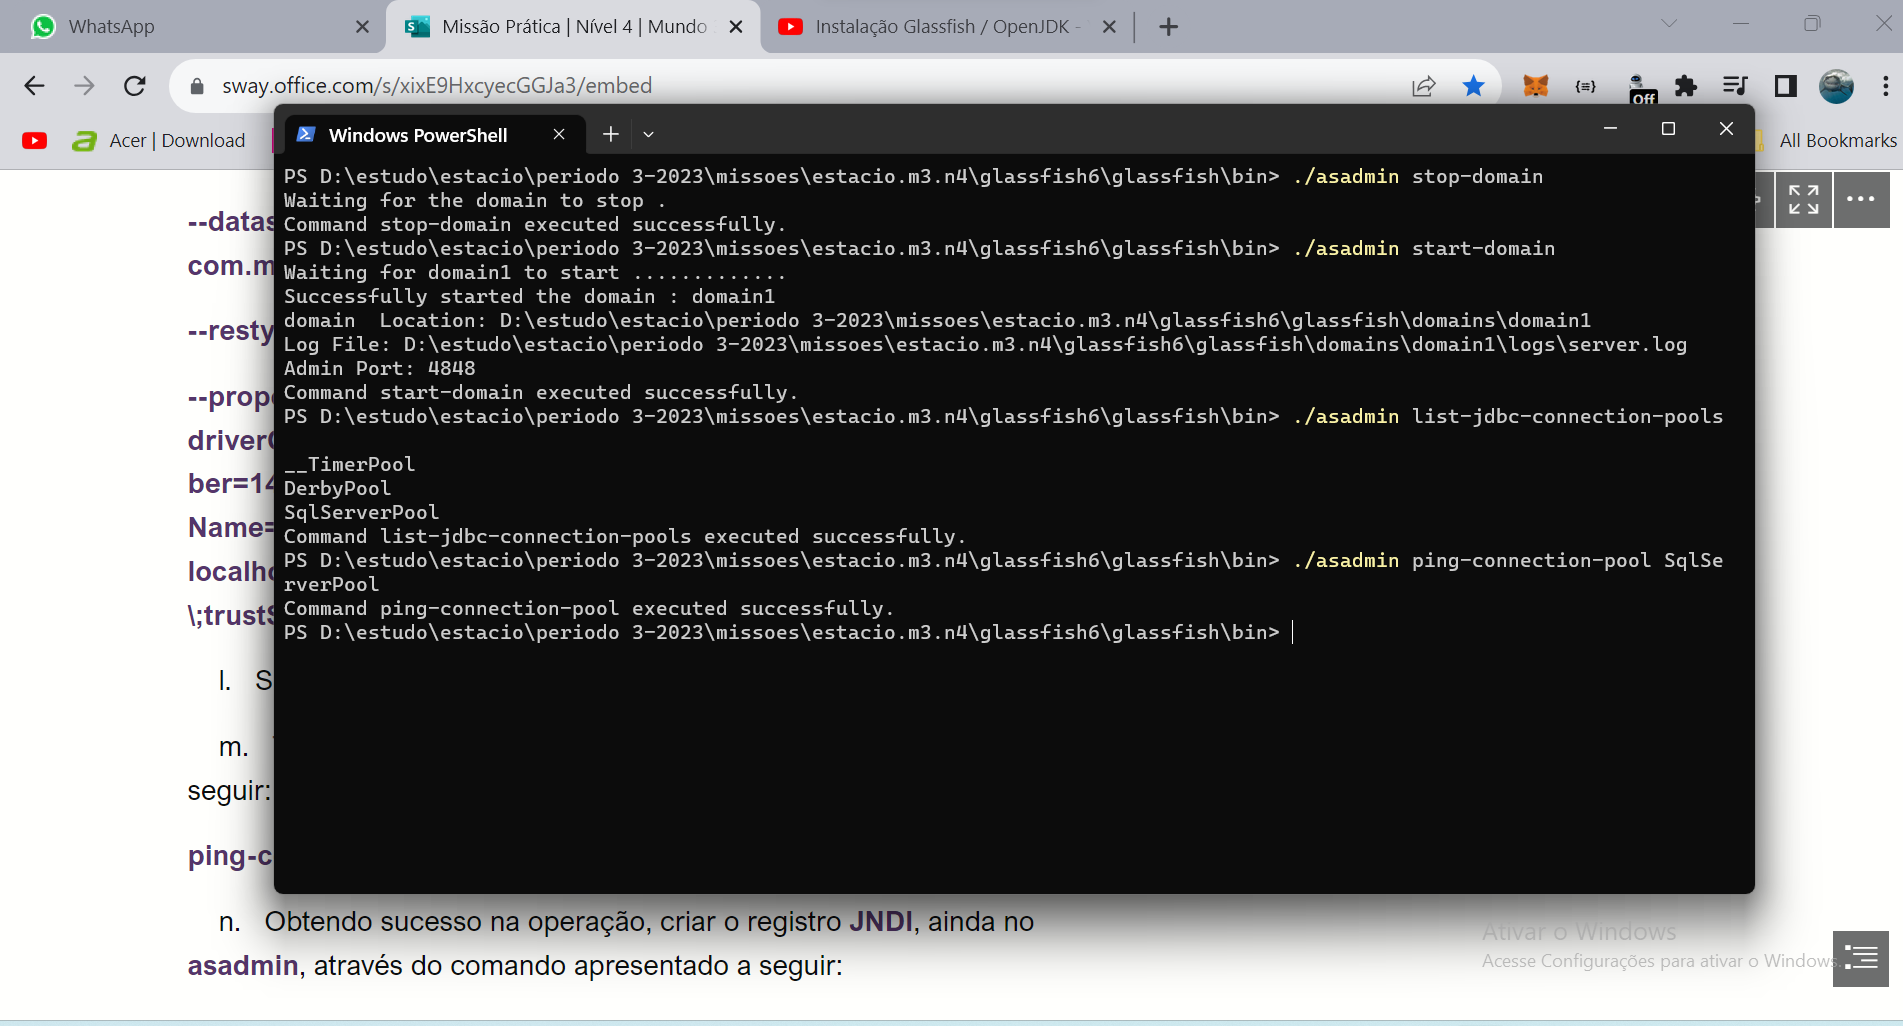 WhatsApp
Missão Prática | Nível 4 | Mundo
Instalação Glassfish / OpenJDK -
sway.office.com/s/xixE9HxcyecGGJa3/embed
Off
Acer | Download
All Bookmarks
Windows PowerShell
PS D:\estudo\estacio\periodo 3-2023\missoes\estacio.m3.n4\glassfish6\glassfish\bin> ./asadmin stop-domain
Waiting for the domain to stop .
Command stop-domain executed successfully.
PS D:\estudo\estacio\periodo 3-2023\missoes\estacio.m3.n4\glassfish6\glassfish\bin> ./asadmin start-domain
Waiting for domain1 to start .............
Successfully started the domain : domain1
domain  Location: D:\estudo\estacio\periodo 3-2023\missoes\estacio.m3.n4\glassfish6\glassfish\domains\domain1
Log File: D:\estudo\estacio\periodo 3-2023\missoes\estacio.m3.n4\glassfish6\glassfish\domains\domain1\logs\server.log
Admin Port: 4848
Command start-domain executed successfully.
PS D:\estudo\estacio\periodo 3-2023\missoes\estacio.m3.n4\glassfish6\glassfish\bin> ./asadmin list-jdbc-connection-pools
__TimerPool
DerbyPool
SqlServerPool
Command list-jdbc-connection-pools executed successfully.
PS D:\estudo\estacio\periodo 3-2023\missoes\estacio.m3.n4\glassfish6\glassfish\bin> ./asadmin ping-connection-pool SqlSe
rverPool
Command ping-connection-pool executed successfully.
PS D:\estudo\estacio\periodo 3-2023\missoes\estacio.m3.n4\glassfish6\glassfish\bin>
--datas
com.m
--resty
--prop
driver
ber=14
Name=
localh
\;trust
l. S
m.
seguir:
ping-c
n. Obtendo sucesso na operação, criar o registro JNDI, ainda no
asadmin, através do comando apresentado a seguir:
Ativar o Windows
Acesse Configurações para ativar o Windows.